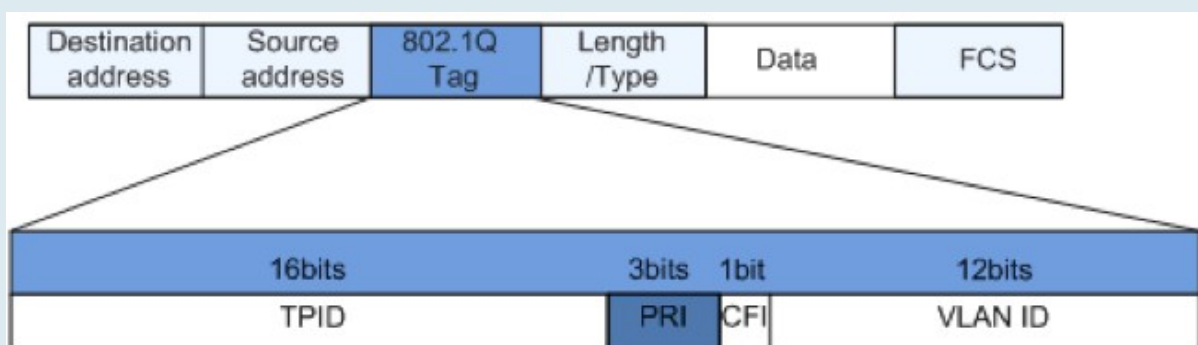 Destination address
Source address
802.1Q Tag
Length /Type
Data
FCS
16bits 3bits 1bit 12bits
TPID PRI CFI VLAN ID